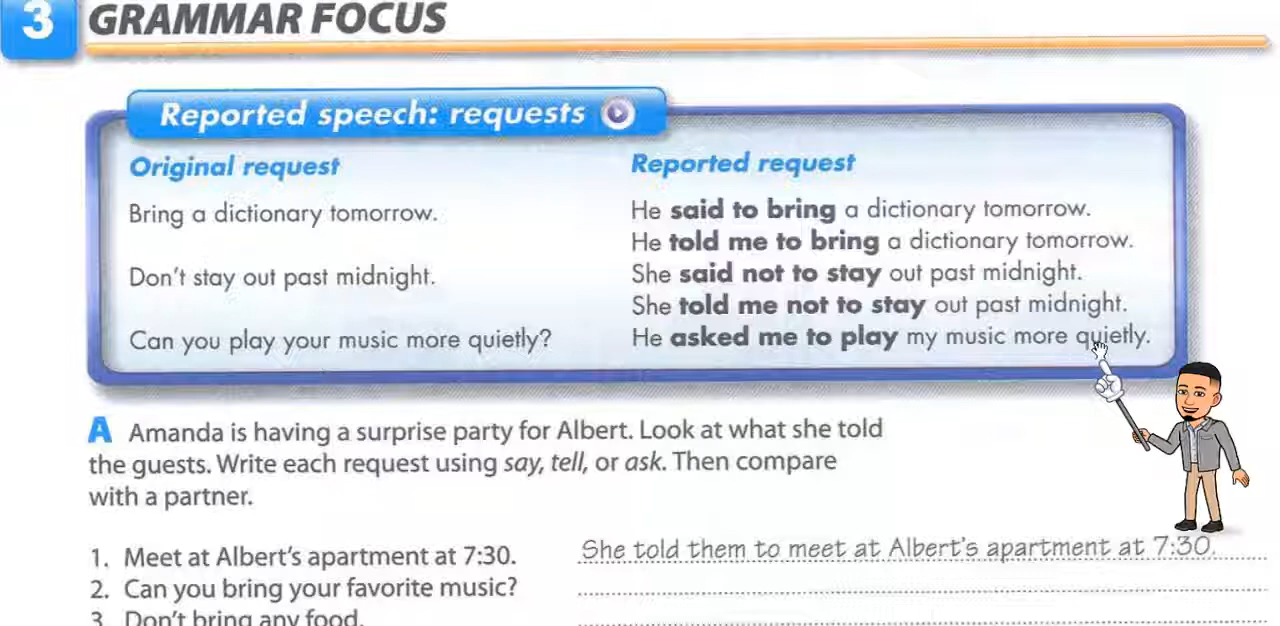 3 GRAMMAR FOCUS
Reported speech: requests
Original request
Reported request
Bring a dictionary tomorrow.
He said to bring a dictionary tomorrow.
He told me to bring a dictionary tomorrow.
Don't stay out past midnight.
She said not to stay out past midnight.
She told me not to stay out past midnight.
Can you play your music more quietly?
He asked me to play my music more quietly.
A Amanda is having a surprise party for Albert. Look at what she told
the guests. Write each request using say, tell, or ask. Then compare
with a partner.
1. Meet at Albert's apartment at 7:30.
She told them to meet at Albert's apartment at 7:30.
2. Can you bring your favorite music?
3. Don't bring any food.